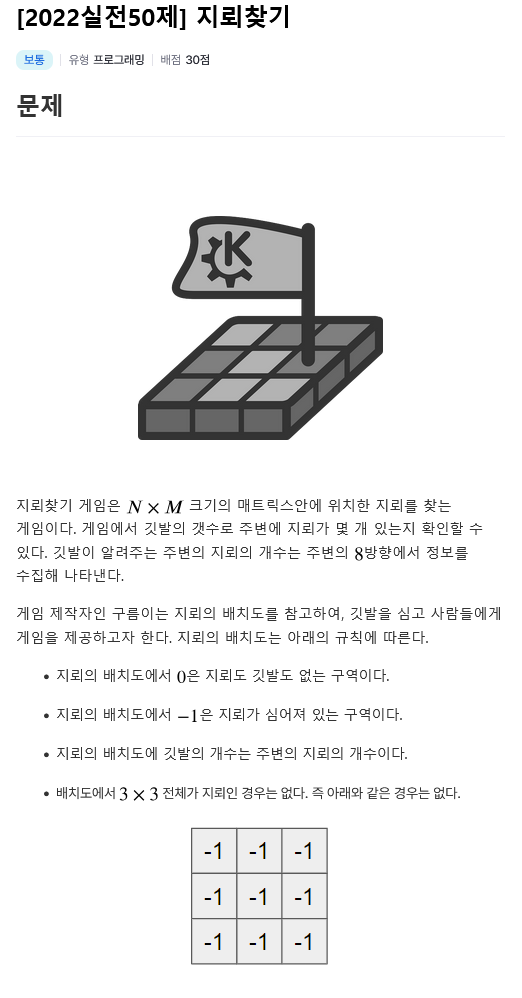 [2022실전50제] 지뢰찾기
보통 유형 프로그래밍 배점 30점
문제
K
지뢰찾기 게임은 N × M 크기의 매트릭스안에 위치한 지뢰를 찾는
게임이다. 게임에서 깃발의 갯수로 주변에 지뢰가 몇 개 있는지 확인할 수
있다. 깃발이 알려주는 주변의 지뢰의 개수는 주변의 8방향에서 정보를
수집해 나타낸다.
게임 제작자인 구름이는 지뢰의 배치도를 참고하여, 깃발을 심고 사람들에게
게임을 제공하고자 한다. 지뢰의 배치도는 아래의 규칙에 따른다.
• 지뢰의 배치도에서 0은 지뢰도 깃발도 없는 구역이다.
• 지뢰의 배치도에서 −1은 지뢰가 심어져 있는 구역이다.
• 지뢰의 배치도에 깃발의 개수는 주변의 지뢰의 개수이다.
• 배치도에서 3 × 3 전체가 지뢰인 경우는 없다. 즉 아래와 같은 경우는 없다.
-1 -1 -1
-1 -1 -1
-1 -1 -1